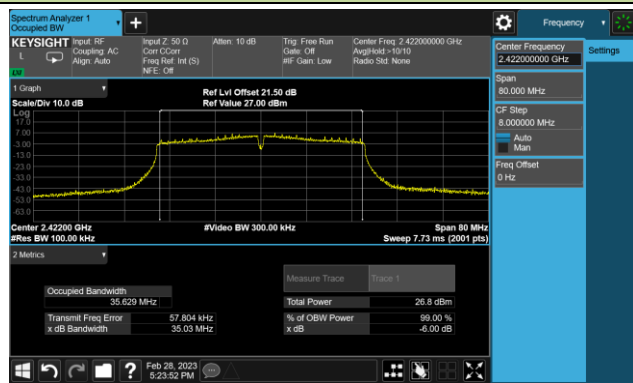 Spectrum Analyzer 1
Occupied BW
Frequency
KEYSIGHT Input: RF Input Z: 50 Ω Atten: 10 dB Trig: Free Run Center Freq: 2.422000000 GHz
L Coupling: AC Corr CCorr Gate: Off Avg|Hold:>10/10
Align: Auto Freq Ref: Int (S) #IF Gain: Low Radio Std: None
NFE: Off
LW
Center Frequency
2.422000000 GHz
Settings
Span
80.000 MHz
CF Step
8.000000 MHz
Auto
Man
Freq Offset
0 Hz
1 Graph
Ref Lvl Offset 21.50 dB
Scale/Div 10.0 dB Ref Value 27.00 dBm
Log
17.0
7.00
-3.00
-13.0
-23.0
-33.0
-43.0
-53.0
-63.0
Center 2.42200 GHz #Video BW 300.00 kHz Span 80 MHz
#Res BW 100.00 kHz Sweep 7.73 ms (2001 pts)
2 Metrics
Measure Trace Trace 1
Occupied Bandwidth
35.629 MHz Total Power 26.8 dBm
Transmit Freq Error 57.804 kHz % of OBW Power 99.00 %
x dB Bandwidth 35.03 MHz x dB -6.00 dB
?
Feb 28, 2023
5:23:52 PM